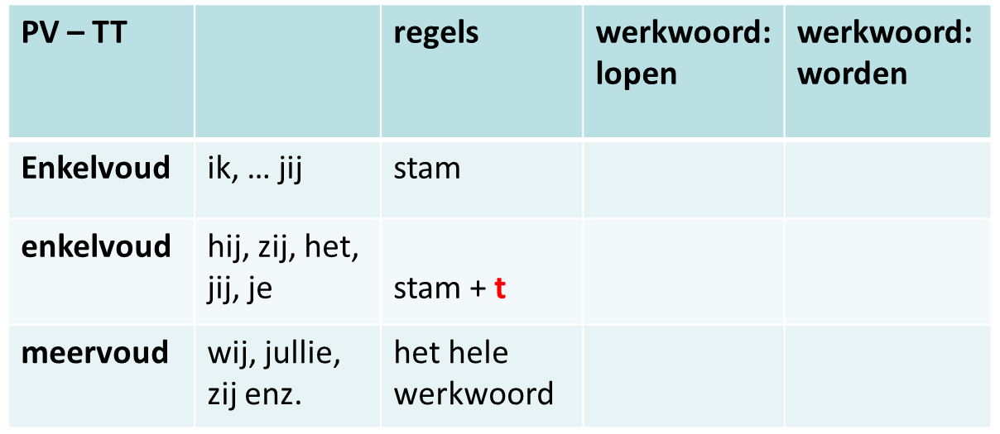 PV – TT
regels
werkwoord:
lopen
werkwoord:
worden
Enkelvoud
ik, ... jij
stam
enkelvoud
hij, zij, het,
jij, je
stam + t
meervoud
wij, jullie,
zij enz.
het hele
werkwoord